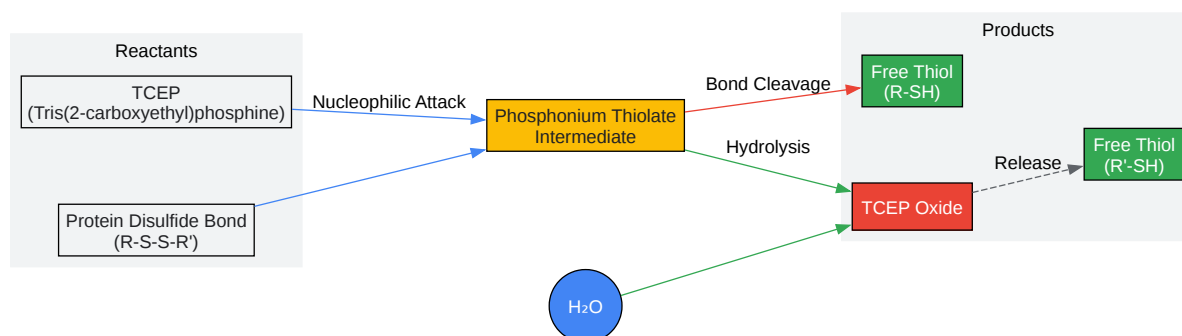 Reactants
TCEP
(Tris(2-carboxyethyl)phosphine)
Protein Disulfide Bond
(R-S-S-R')
Nucleophilic Attack
Phosphonium Thiolate
Intermediate
Bond Cleavage
Hydrolysis
H₂O
Products
Free Thiol
(R-SH)
TCEP Oxide
Release
Free Thiol
(R'-SH)